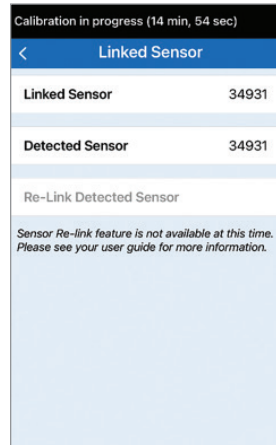 Calibration in progress (14 min, 54 sec)
Linked Sensor
Linked Sensor 34931
Detected Sensor 34931
Re-Link Detected Sensor
Sensor Re-link feature is not available at this time.
Please see your user guide for more information.